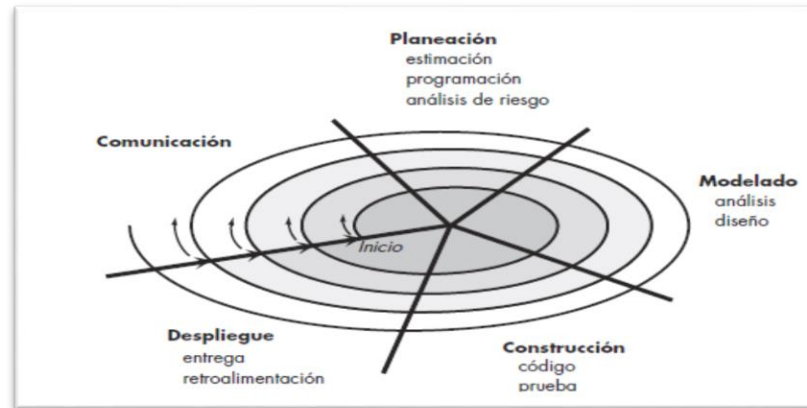 Planeación
estimación
programación
análisis de riesgo
Comunicación
Modelado
análisis
diseño
Inicio
Despliegue
entrega
retroalimentación
Construcción
código
prueba